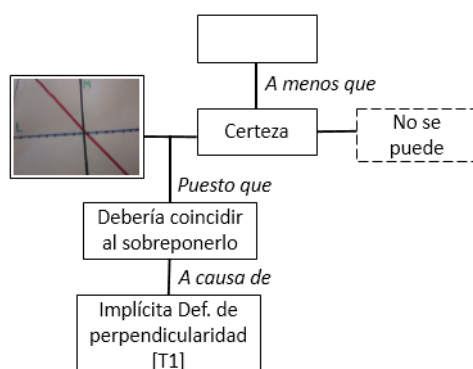 A menos que
M
L
Certeza
No se
puede
Puesto que
Debería coincidir
al sobreponerlo
A causa de
Implícita Def. de
perpendicularidad
[T1]